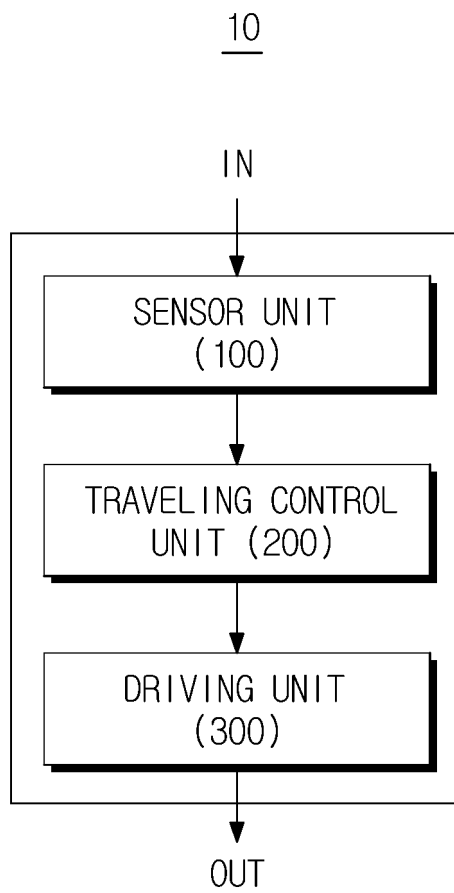 10
IN
SENSOR UNIT
(100)
TRAVELING CONTROL
UNIT (200)
DRIVING UNIT
(300)
OUT